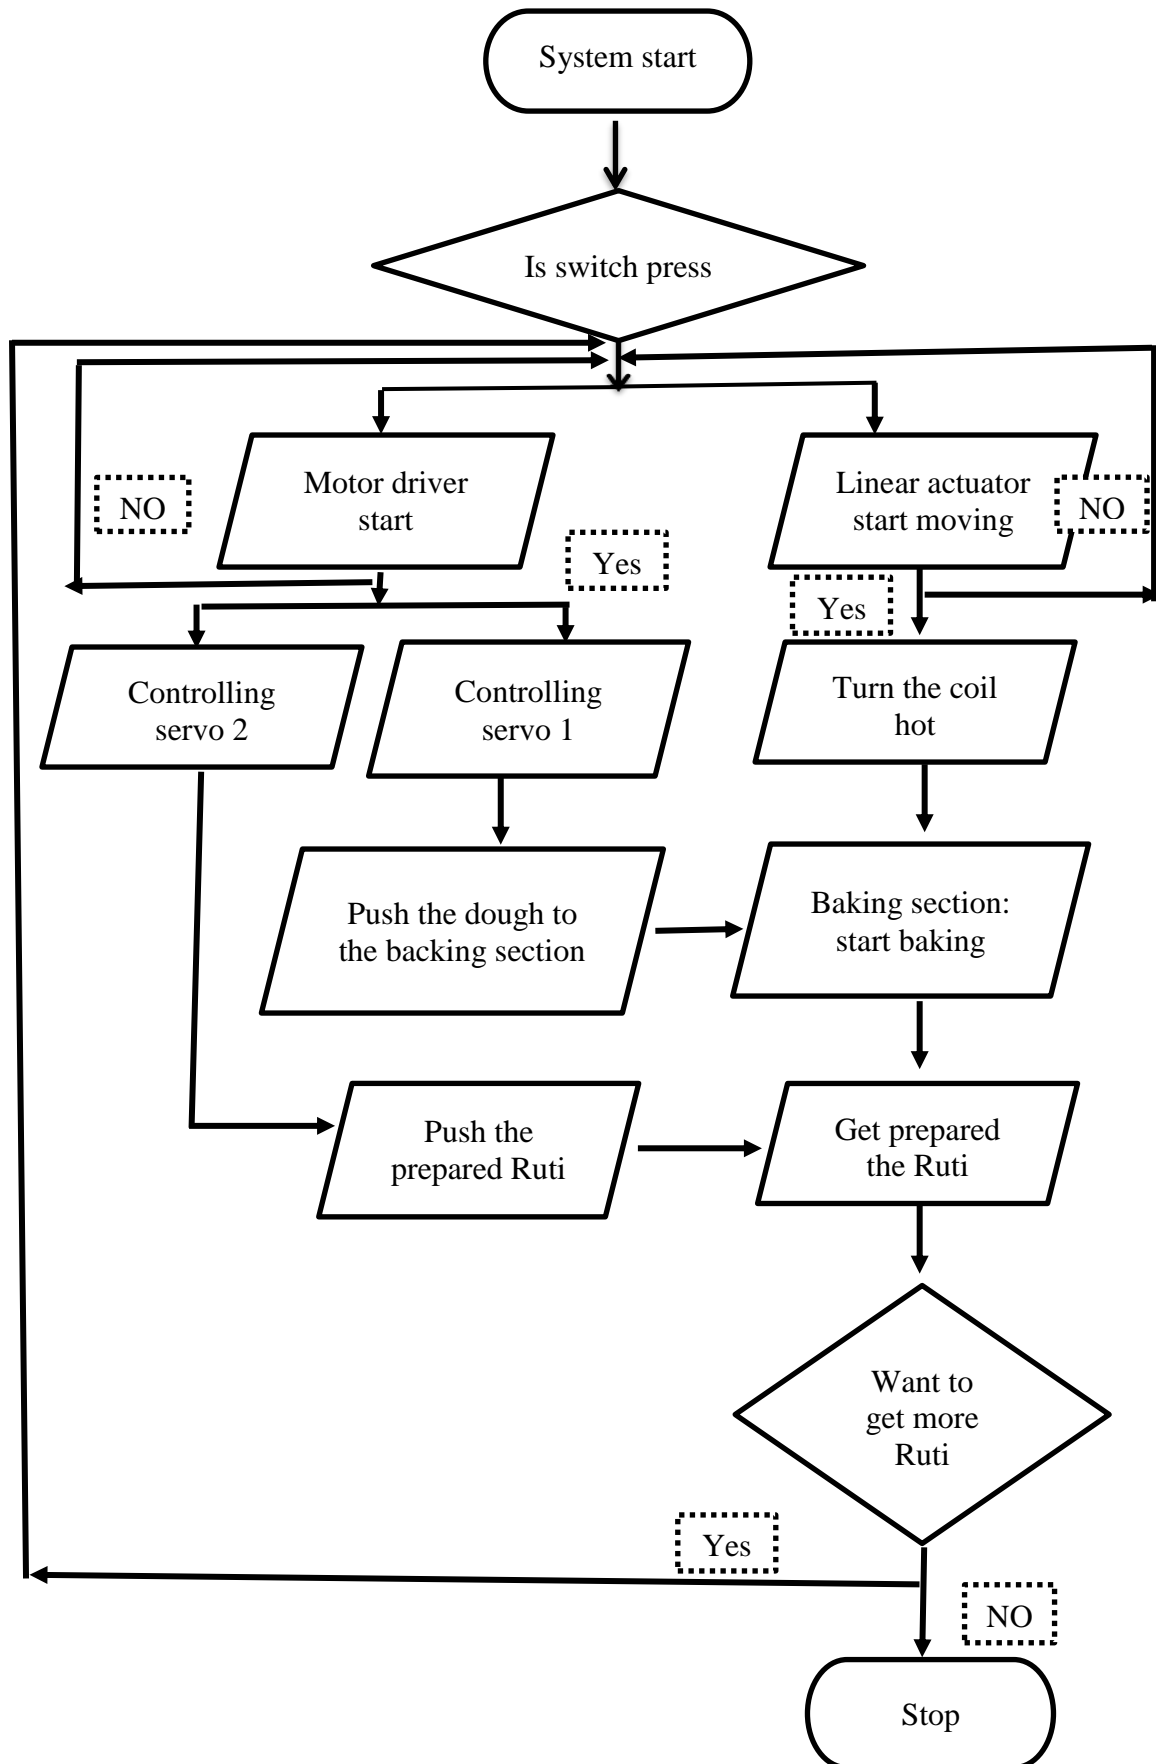 System start
Is switch press
Motor driver
start
Linear actuator
start moving
NO
NO
Yes
Yes
Controlling
servo 2
Controlling
servo 1
Turn the coil
hot
Push the dough to
the backing section
Baking section:
start baking
Push the
prepared Ruti
Get prepared
the Ruti
Want to
get more
Ruti
Yes
NO
Stop